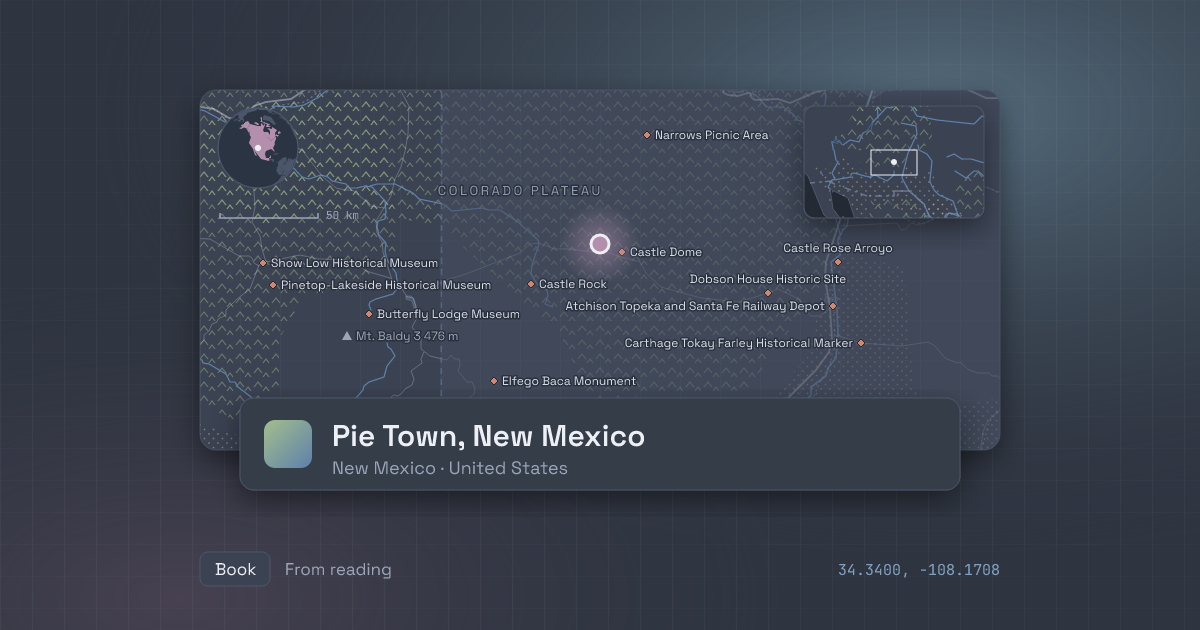 Narrows Picnic Area
COLORADO PLATEAU
50 km
Castle Rose Arroyo
Castle Dome
Show Low Historical Museum
Dobson House Historic Site
Pinetop-Lakeside Historical Museum
Castle Rock
Atchison Topeka and Santa Fe Railway Depot
Butterfly Lodge Museum
Mt. Baldy 3 476 m
Carthage Tokay Farley Historical Marker
Elfego Baca Monument
Pie Town, New Mexico
New Mexico · United States
Book
From reading
34.3400, -108.1708